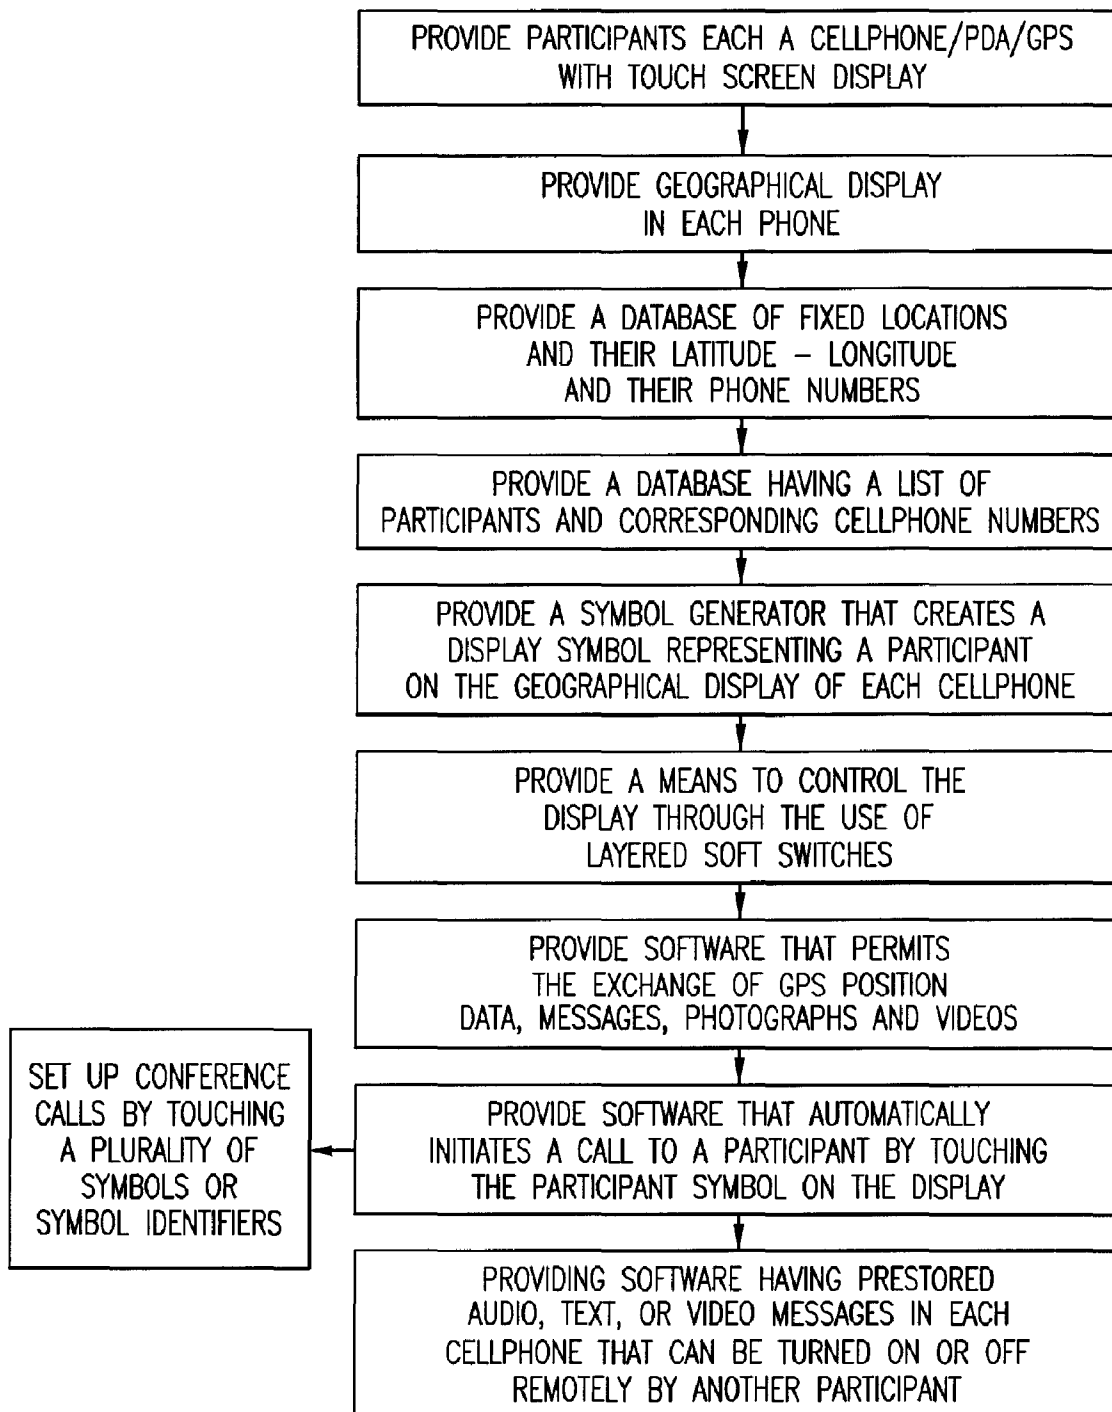 PROVIDE PARTICIPANTS EACH A CELLPHONE/PDA/GPS
WITH TOUCH SCREEN DISPLAY
PROVIDE GEOGRAPHICAL DISPLAY
IN EACH PHONE
PROVIDE A DATABASE OF FIXED LOCATIONS
AND THEIR LATITUDE – LONGITUDE
AND THEIR PHONE NUMBERS
PROVIDE A DATABASE HAVING A LIST OF
PARTICIPANTS AND CORRESPONDING CELLPHONE NUMBERS
PROVIDE A SYMBOL GENERATOR THAT CREATES A
DISPLAY SYMBOL REPRESENTING A PARTICIPANT
ON THE GEOGRAPHICAL DISPLAY OF EACH CELLPHONE
PROVIDE A MEANS TO CONTROL THE
DISPLAY THROUGH THE USE OF
LAYERED SOFT SWITCHES
PROVIDE SOFTWARE THAT PERMITS
THE EXCHANGE OF GPS POSITION
DATA, MESSAGES, PHOTOGRAPHS AND VIDEOS
PROVIDE SOFTWARE THAT AUTOMATICALLY
INITIATES A CALL TO A PARTICIPANT BY TOUCHING
THE PARTICIPANT SYMBOL ON THE DISPLAY
SET UP CONFERENCE
CALLS BY TOUCHING
A PLURALITY OF
SYMBOLS OR
SYMBOL IDENTIFIERS
PROVIDING SOFTWARE HAVING PRESTORED
AUDIO, TEXT, OR VIDEO MESSAGES IN EACH
CELLPHONE THAT CAN BE TURNED ON OR OFF
REMOTELY BY ANOTHER PARTICIPANT